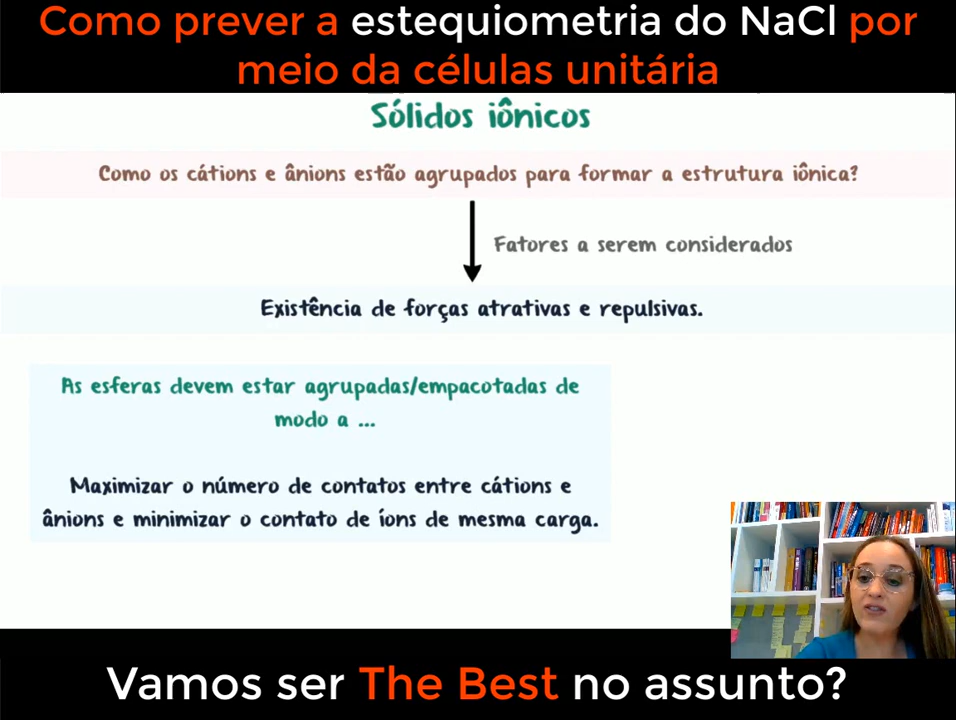 Como prever a estequiometria do NaCl por
meio da células unitária
Sólidos iônicos
Como os cátions e ânions estão agrupados para formar a estrutura iônica?
Fatores a serem considerados
Existência de forças atrativas e repulsivas.
As esferas devem estar agrupadas/empacotadas de
modo a ...
Maximizar o número de contatos entre cátions e
ânions e minimizar o contato de íons de mesma carga.
Vamos ser The Best no assunto?